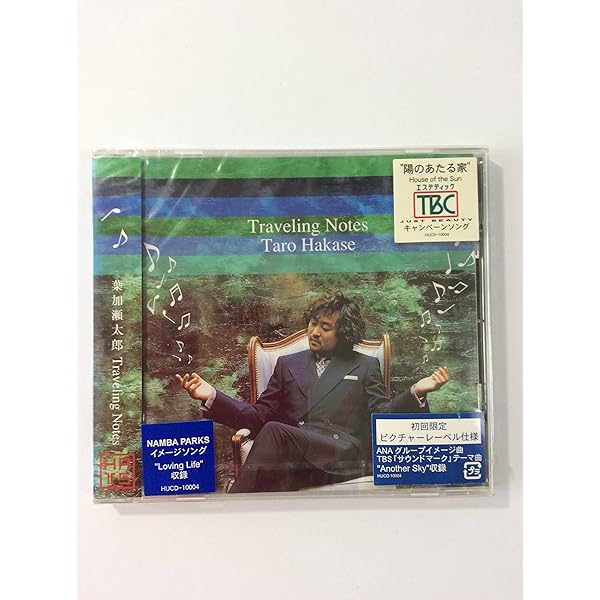 "陽のあたる家"
House of the Sun
エステティック
TBC
JUST BEAUTY
キャンペーンソング
HUCD-10004
Traveling Notes
Taro Hakase
葉加瀬太郎 Traveling Notes
NAMBA PARKS
イメージソング
"Loving Life"
収録
HUCD-10004
初回限定
ピクチャーレーベル仕様
ANAグループイメージ曲
TBS「サウンドマーク」テーマ曲
"Another Sky"収録
HUCD-10004